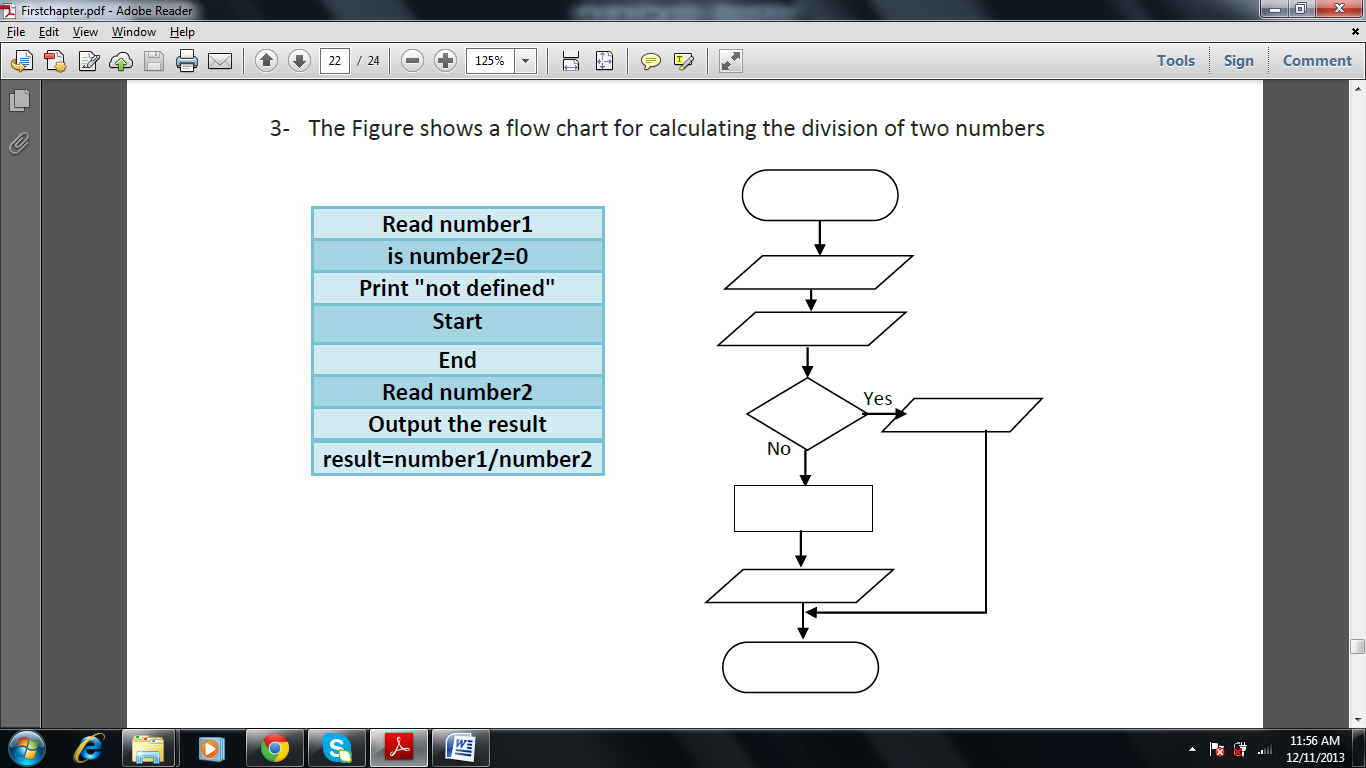 Firstchapter.pdf - Adobe Reader
File Edit View Window Help
22 / 24 125% Tools Sign Comment
3- The Figure shows a flow chart for calculating the division of two numbers
Read number1
is number2=0
Print "not defined"
Start
End
Read number2
Output the result
result=number1/number2
Yes
No
11:56 AM
12/11/2013